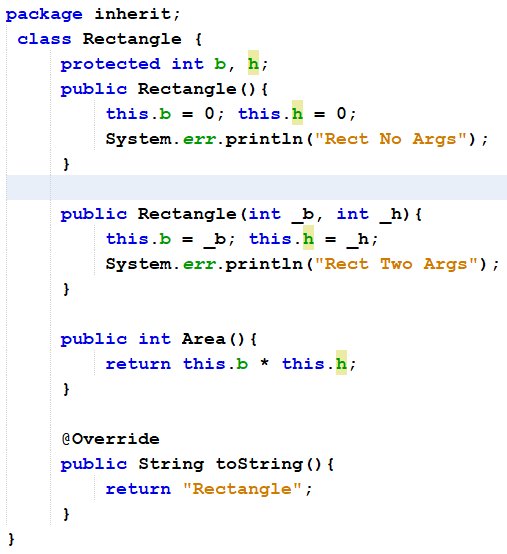 package inherit;
class Rectangle {
protected int b, h;
public Rectangle(){
this.b = 0; this.h = 0;
System.err.println("Rect No Args");
}
public Rectangle(int _b, int _h){
this.b = _b; this.h = _h;
System.err.println("Rect Two Args");
}
public int Area(){
return this.b * this.h;
}
@Override
public String toString(){
return "Rectangle";
}
}